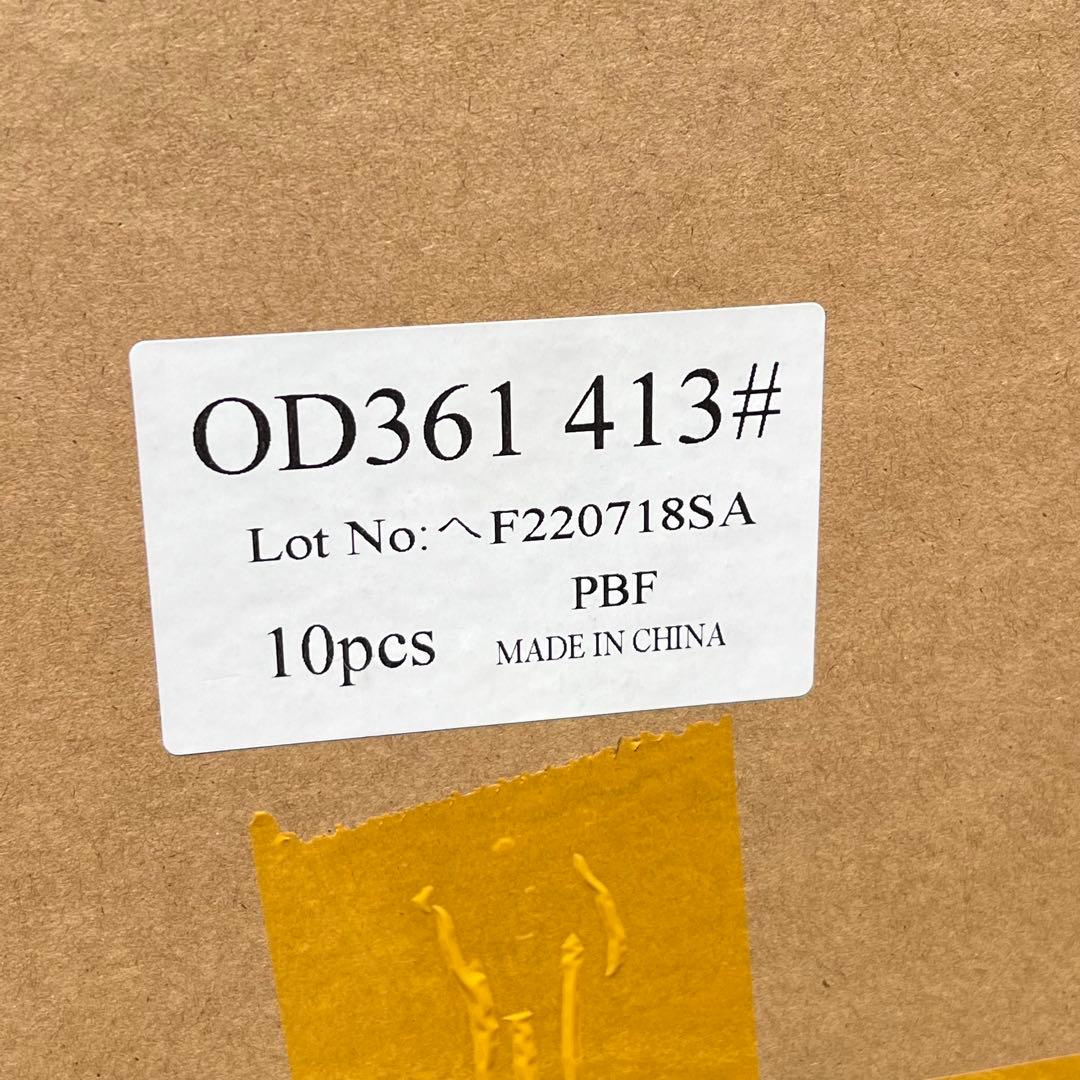 OD361 413#
Lot No:へF220718SA
PBF
10pcs MADE IN CHINA